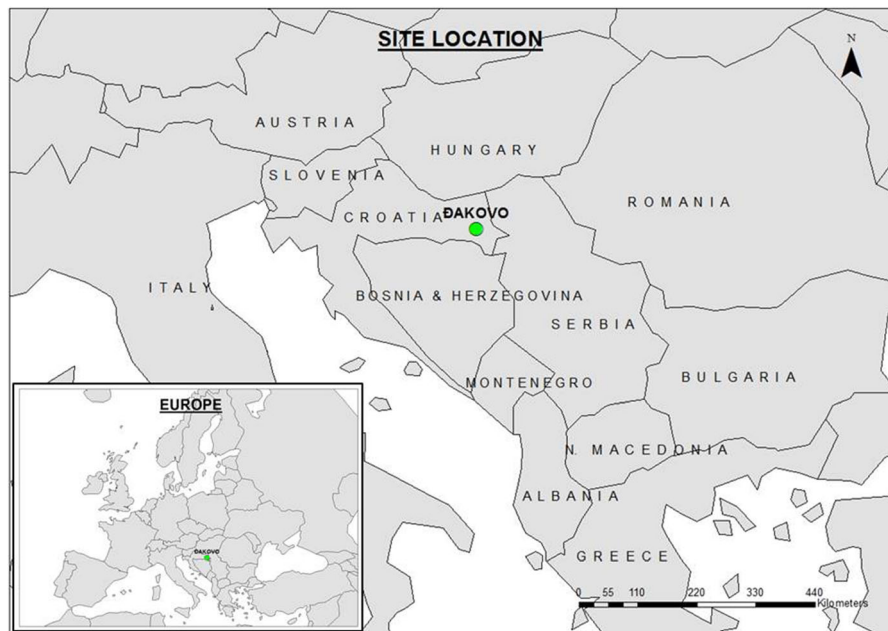 SITE LOCATION
N
AUSTRIA
HUNGARY
SLOVENIA
ROMANIA
CROATIA
ĐAKOVO
ITALY
BOSNIA & HERZEGOVINA
SERBIA
MONTENEGRO
BULGARIA
N. MACEDONIA
ALBANIA
GREECE
EUROPE
ĐAKOVO
0 55 110 220 330 440
Kilometers